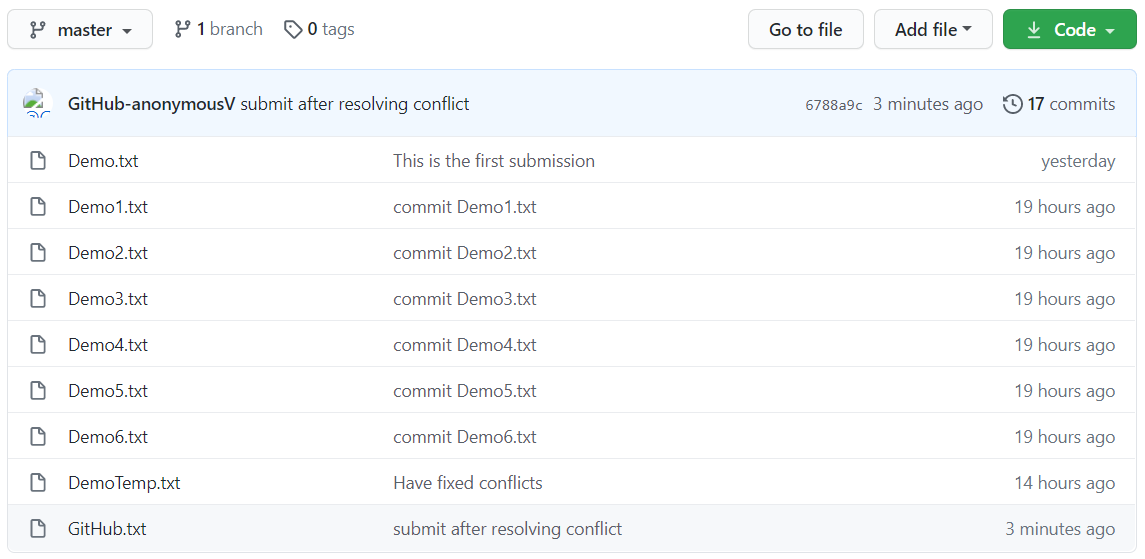 master 1 branch 0 tags Go to file Add file Code
GitHub-anonymousV submit after resolving conflict 6788a9c 3 minutes ago 17 commits
Demo.txt This is the first submission yesterday
Demo1.txt commit Demo1.txt 19 hours ago
Demo2.txt commit Demo2.txt 19 hours ago
Demo3.txt commit Demo3.txt 19 hours ago
Demo4.txt commit Demo4.txt 19 hours ago
Demo5.txt commit Demo5.txt 19 hours ago
Demo6.txt commit Demo6.txt 19 hours ago
DemoTemp.txt Have fixed conflicts 14 hours ago
GitHub.txt submit after resolving conflict 3 minutes ago